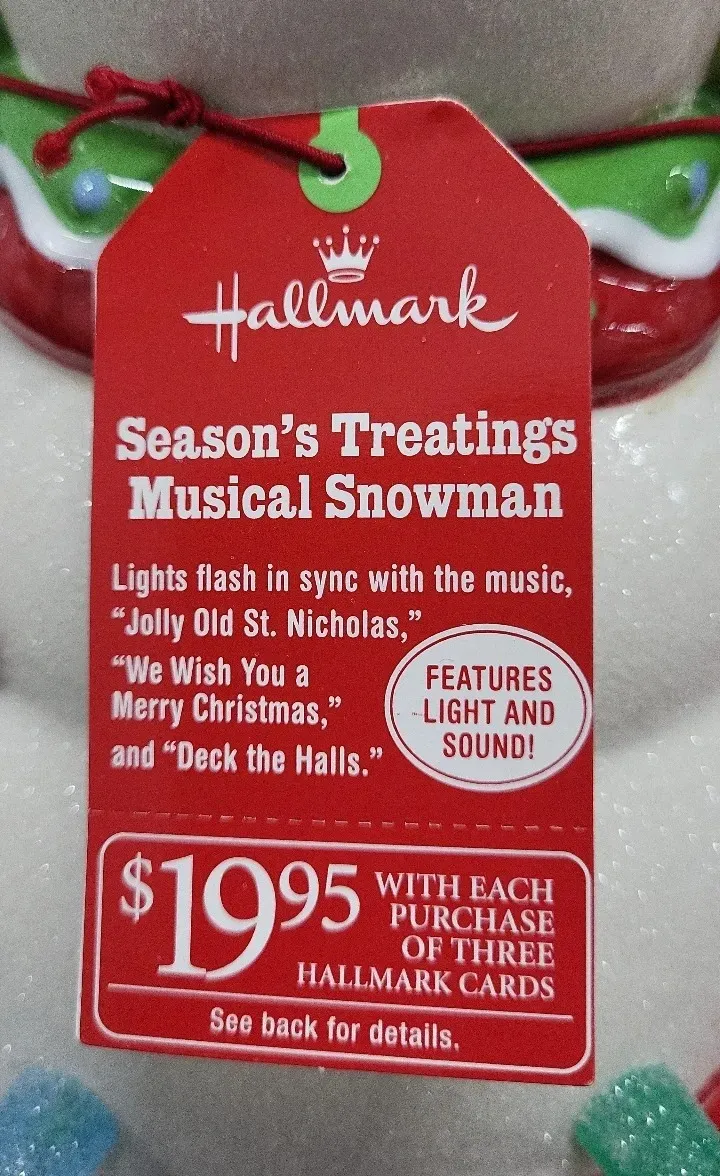 Hallmark
Season's Treatings
Musical Snowman
Lights flash in sync with the music,
"Jolly Old St. Nicholas,"
"We Wish You a
Merry Christmas,"
and "Deck the Halls."
FEATURES
LIGHT AND
SOUND!
$19.95 WITH EACH
PURCHASE
OF THREE
HALLMARK CARDS
See back for details.